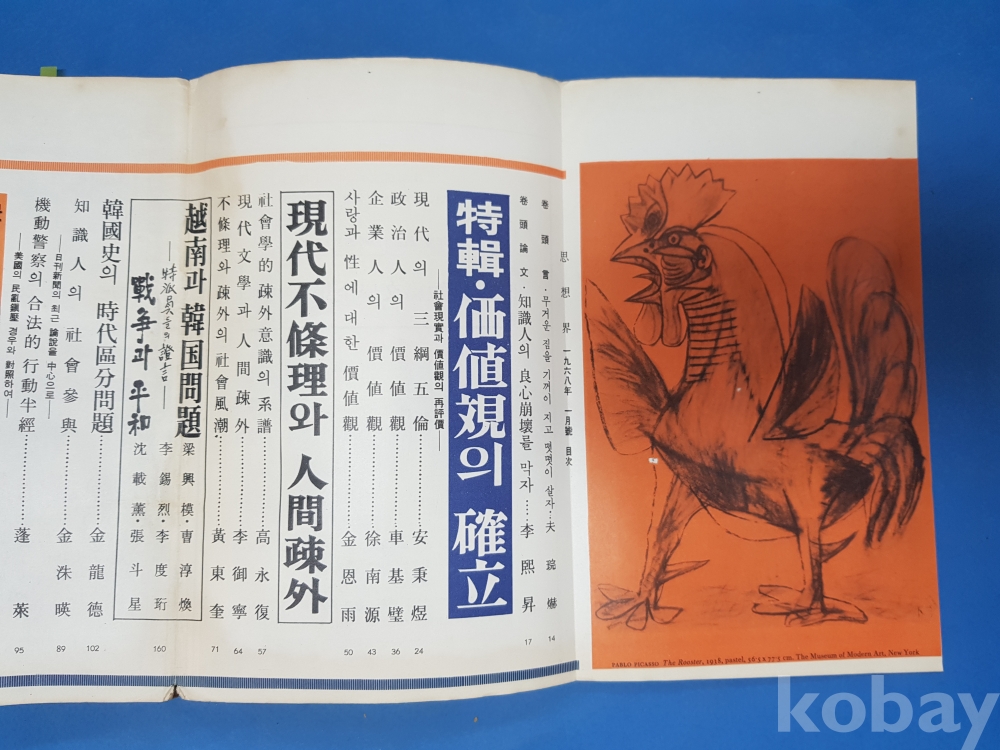 思想界 一九六八年 一月號 目次
卷頭言·무거운 짐을 기꺼이 지고 떳떳이 살자…夫琓爀 14
卷頭論文·知識人의 良心崩壞를 막자……李熙昇 17
特輯·価値観의 確立
——社會現實과 價値觀의 再評價——
現代의 三綱五倫……安秉煜 24
政治人의 價値觀……車基璧 36
企業人의 價値觀……徐南源 43
사랑과 性에 대한 價値觀……金恩雨 50
現代不條理와 人間疎外
社會學的 疎外意識의 系譜……高永復 57
現代文學과 人間疎外……李御寧 64
不條理와 疎外의 社會風潮……黃東奎 71
越南과 韓国問題
——特派員들의 證言——
戰争과 平和
梁興模·曺淳煥
李錫烈·李度珩
沈載薰·張斗星
160
韓國史의 時代區分問題……金龍德 102
知識人의 社會參與……金洙暎 89
——日刊新聞의 최근 論說을 中心으로——
機動警察의 合法的 行動半經……蓬萊 95
美國의 民亂鎭壓 경우와 對照하여——
PABLO PICASSO The Rooster, 1938, pastel, 30.5 x 22.5 cm. The Museum of Modern Art, New York
kobay